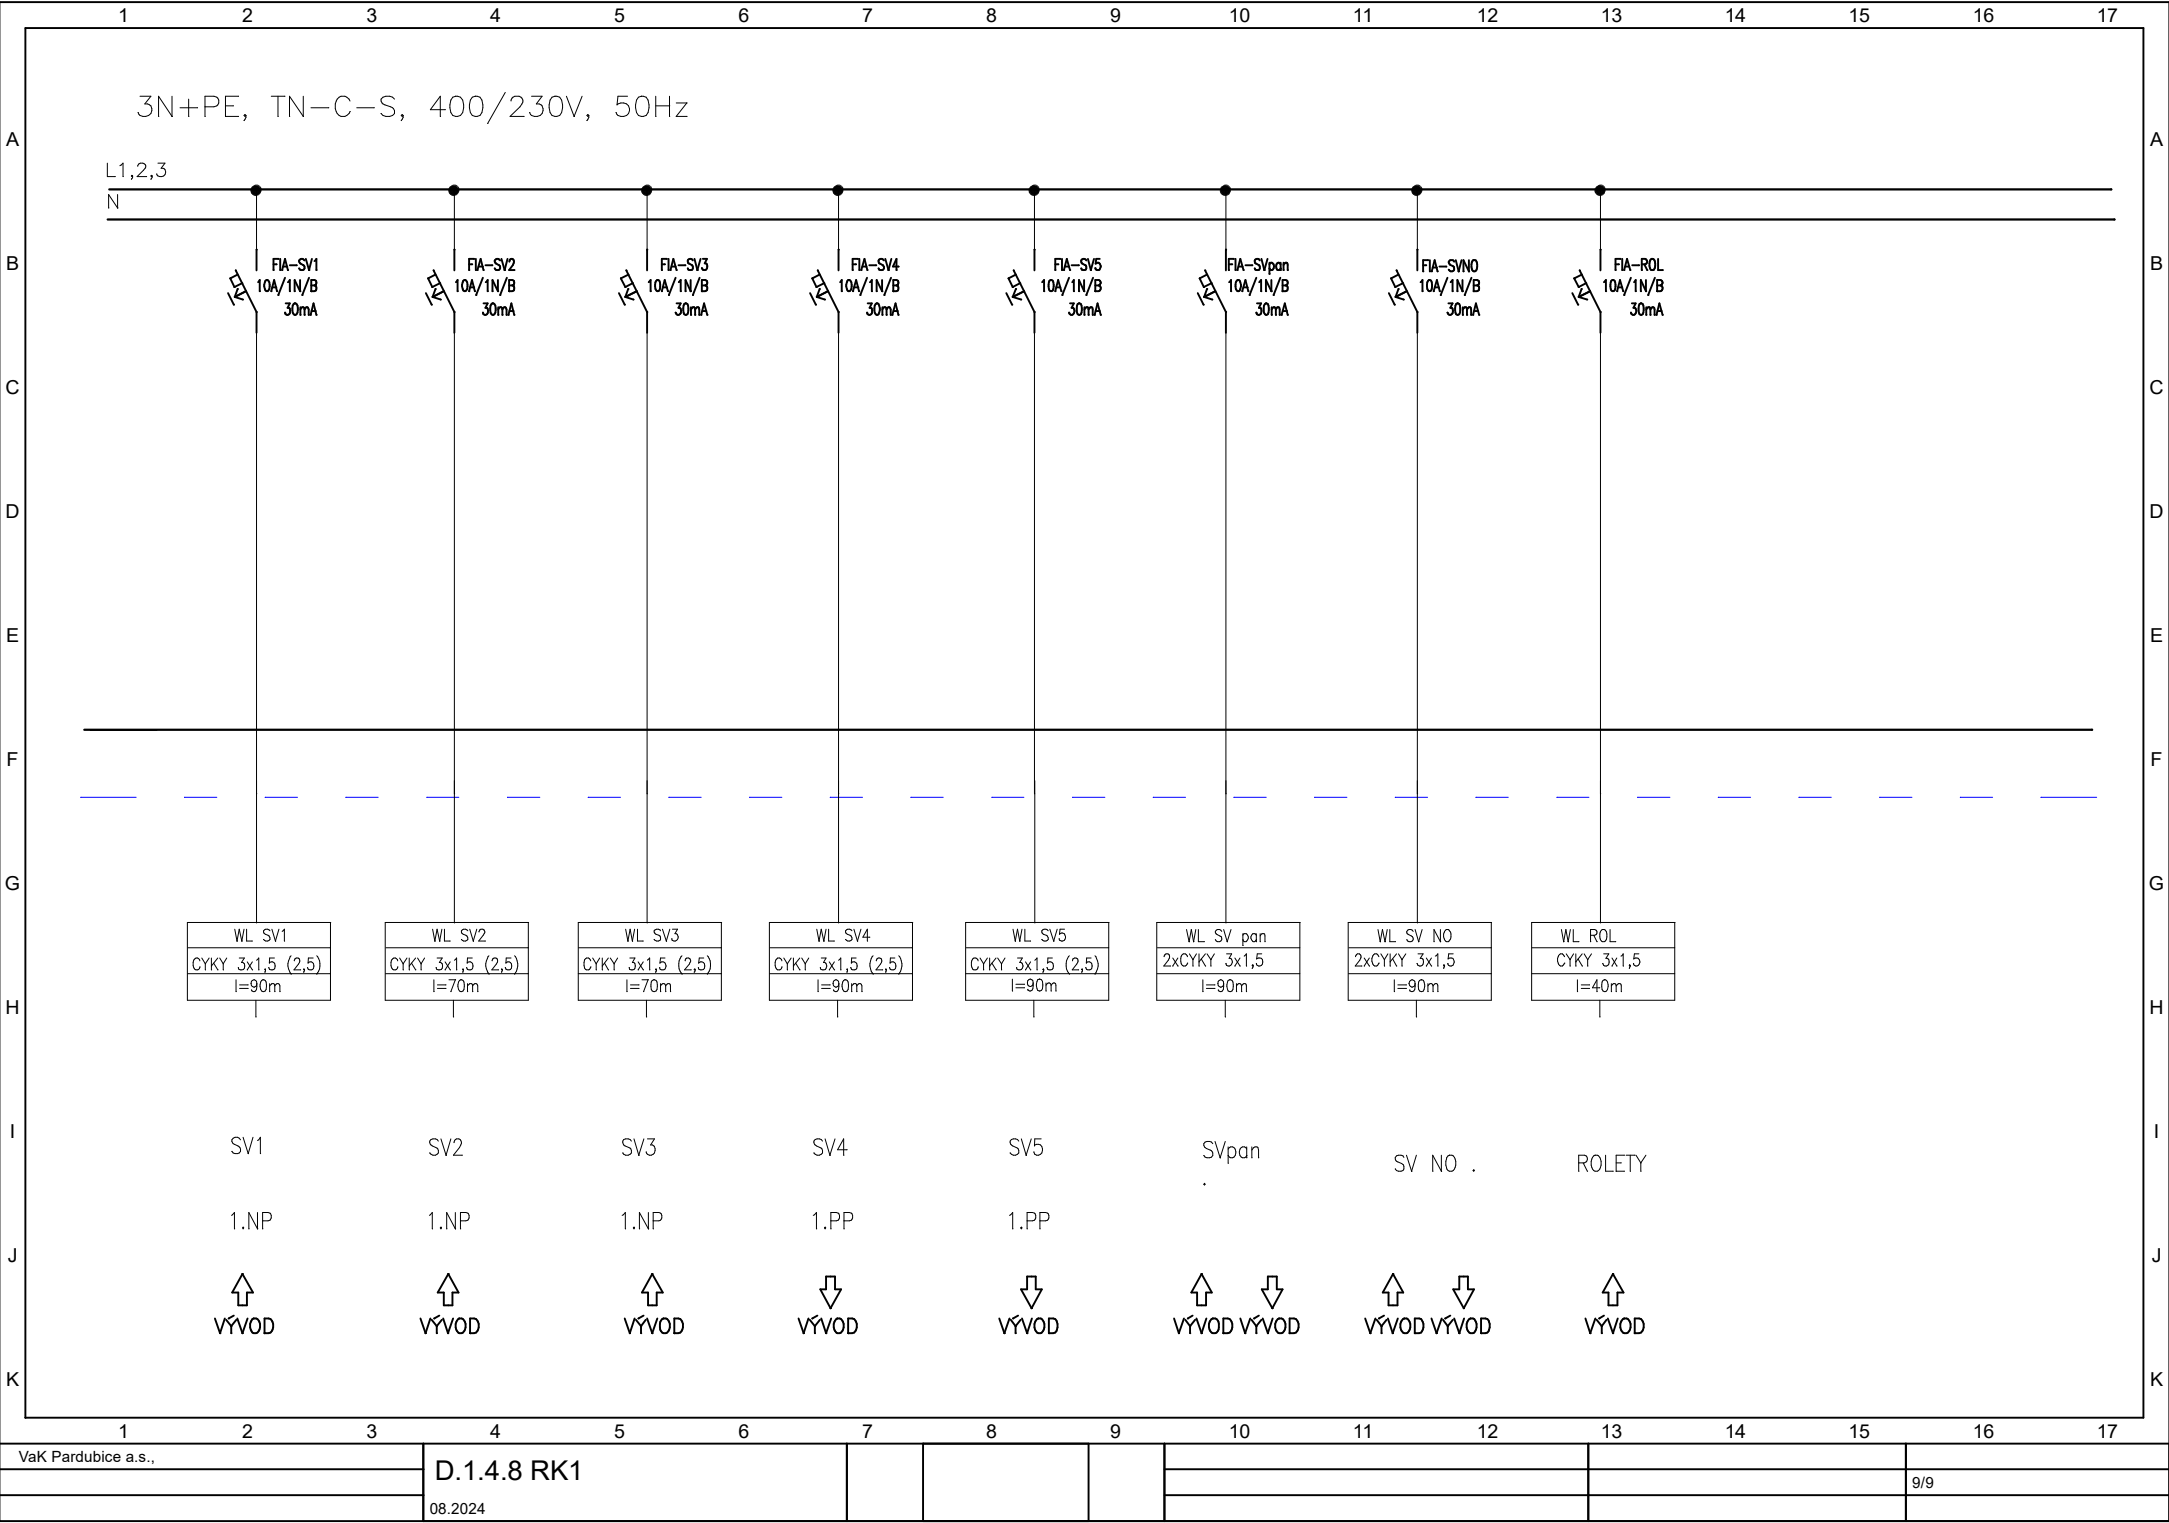 1 2 3 4 5 6 7 8 9 10 11 12 13 14 15 16 17
3N+PE, TN-C-S, 400/230V, 50Hz
A A
L1,2,3
N
B B
FIA-SV1 FIA-SV2 FIA-SV3 FIA-SV4 FIA-SV5 FIA-SVpan FIA-SVNO FIA-ROL
10A/1N/B 10A/1N/B 10A/1N/B 10A/1N/B 10A/1N/B 10A/1N/B 10A/1N/B 10A/1N/B
30mA 30mA 30mA 30mA 30mA 30mA 30mA 30mA
C C
D D
E E
F F
G G
WL SV1 WL SV2 WL SV3 WL SV4 WL SV5 WL SV pan WL SV NO WL ROL
CYKY 3x1,5 (2,5) CYKY 3x1,5 (2,5) CYKY 3x1,5 (2,5) CYKY 3x1,5 (2,5) CYKY 3x1,5 (2,5) 2xCYKY 3x1,5 2xCYKY 3x1,5 CYKY 3x1,5
l=90m l=70m l=70m l=90m l=90m l=90m l=90m l=40m
H H
I I
SV1 SV2 SV3 SV4 SV5 SVpan SV NO . ROLETY
.
1.NP 1.NP 1.NP 1.PP 1.PP
J J
VÝVOD VÝVOD VÝVOD VÝVOD VÝVOD VÝVOD VÝVOD VÝVOD VÝVOD VÝVOD
K K
1 2 3 4 5 6 7 8 9 10 11 12 13 14 15 16 17
VaK Pardubice a.s.,
D.1.4.8 RK1
9/9
08.2024